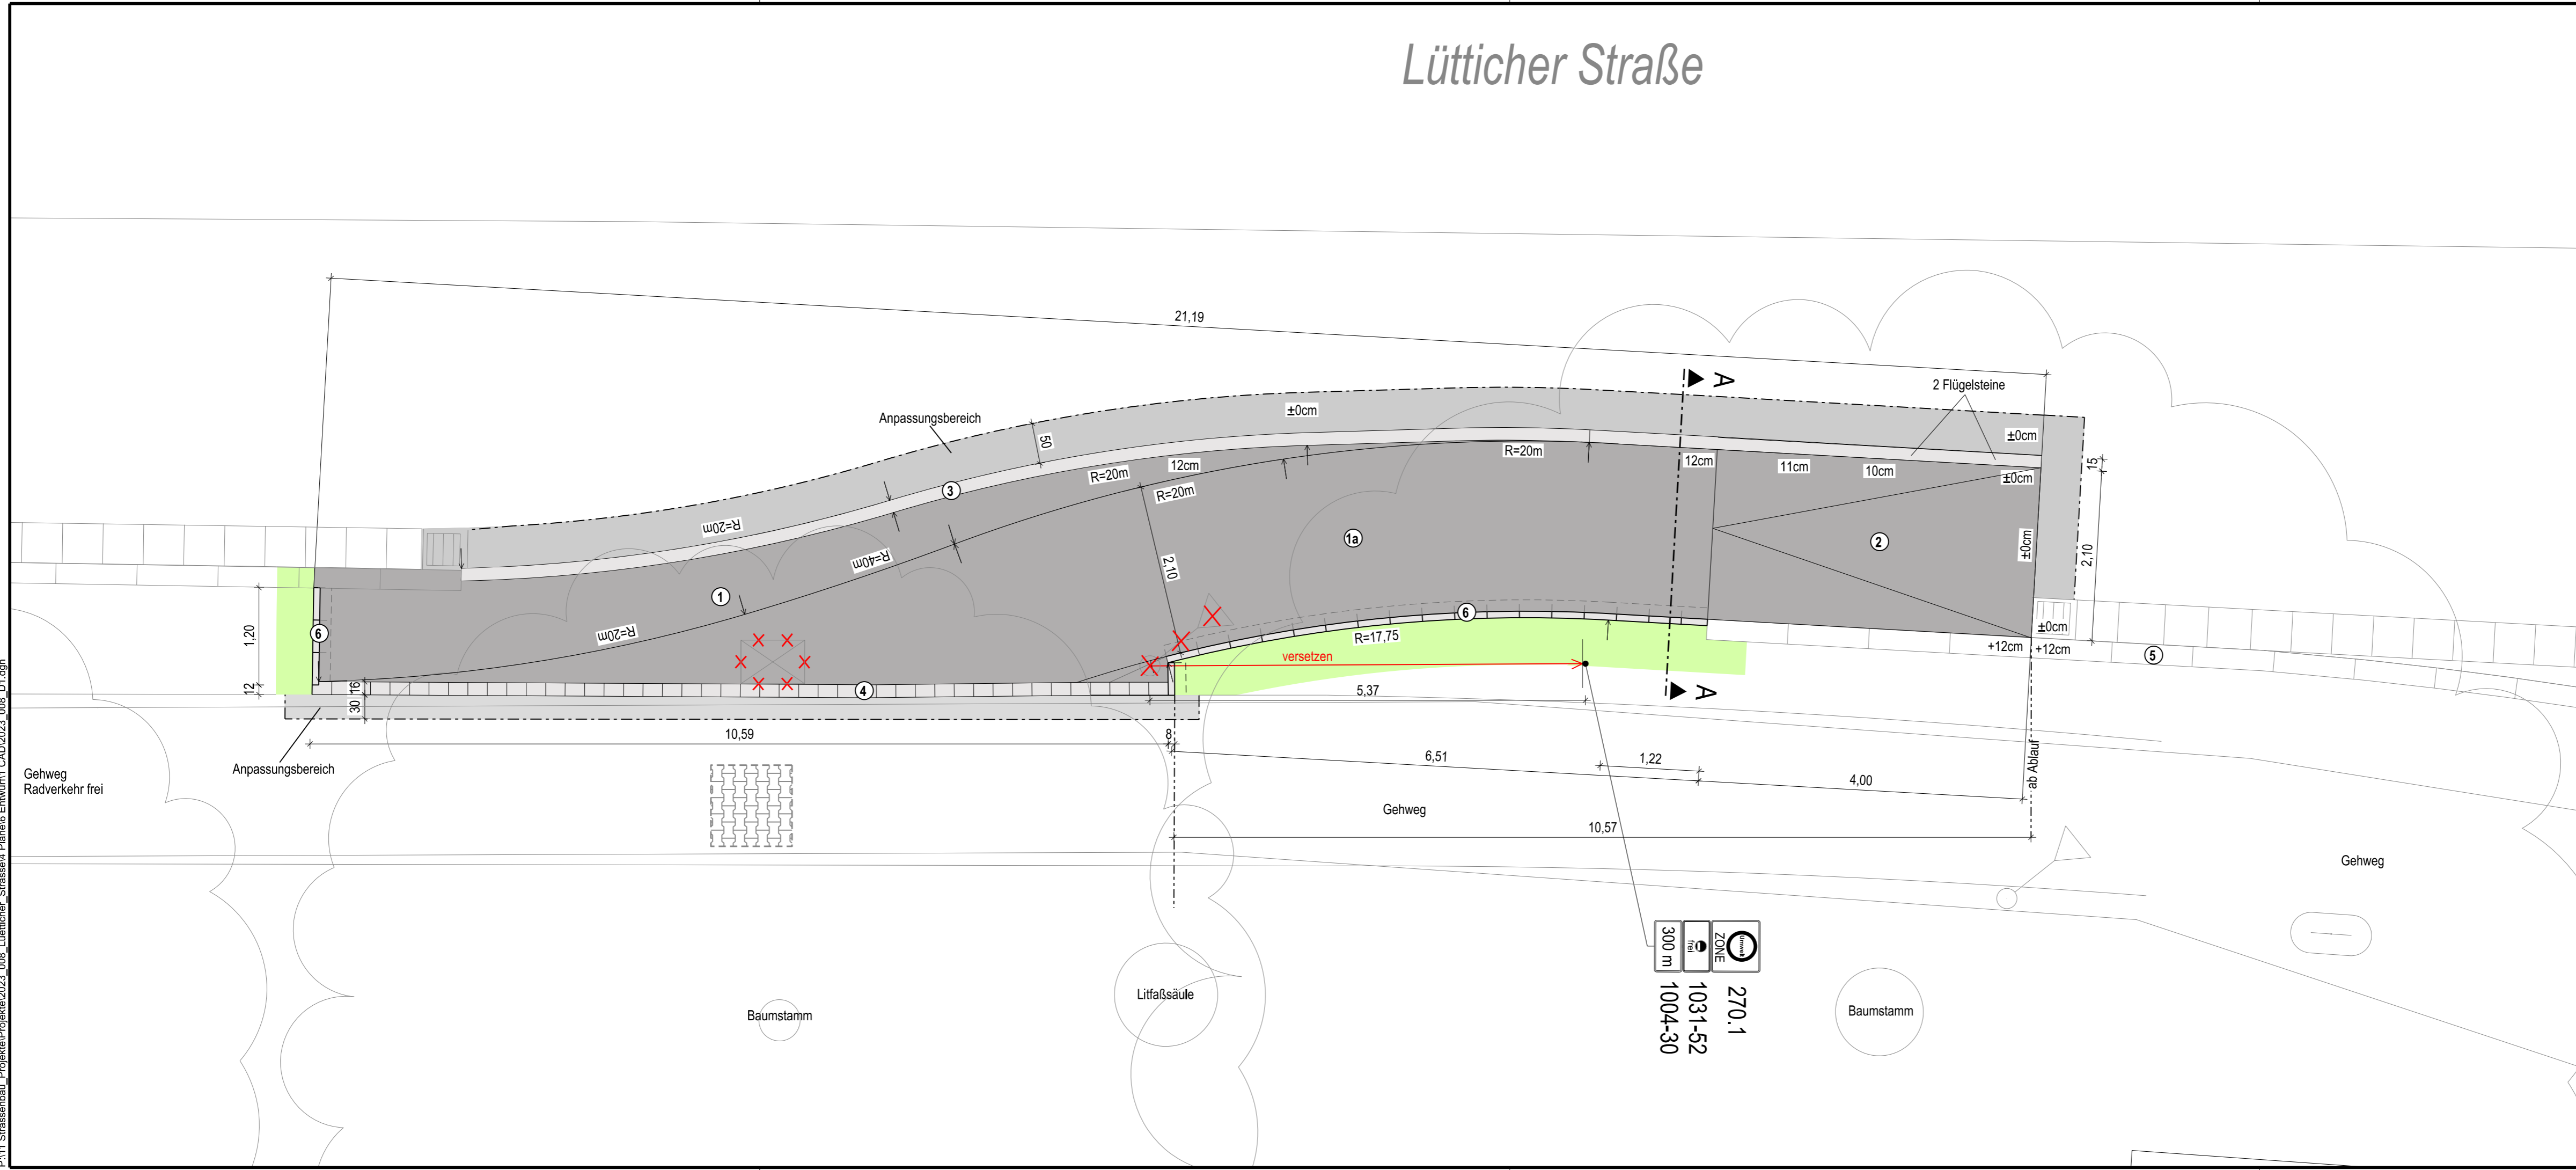 Lütticher Straße
21,19
2 Flügelsteine
Anpassungsbereich
±0cm
50
±0cm
R=20m
12cm
R=20m
R=20m
12cm
11cm
10cm
±0cm
15
3
R=20m
R=40m
2,10
1a
2
±0cm
2,10
1
6
R=20m
1,20
6
R=17,75
±0cm
+12cm
+12cm
5
versetzen
12
16
30
4
5,37
A
A
10,59
8
6,51
1,22
4,00
ab Ablauf
Anpassungsbereich
Gehweg
Radverkehr frei
Gehweg
10,57
Gehweg
Umwelt
ZONE
frei
300 m
270.1
1031-52
1004-30
Litfaßsäule
Baumstamm
Baumstamm